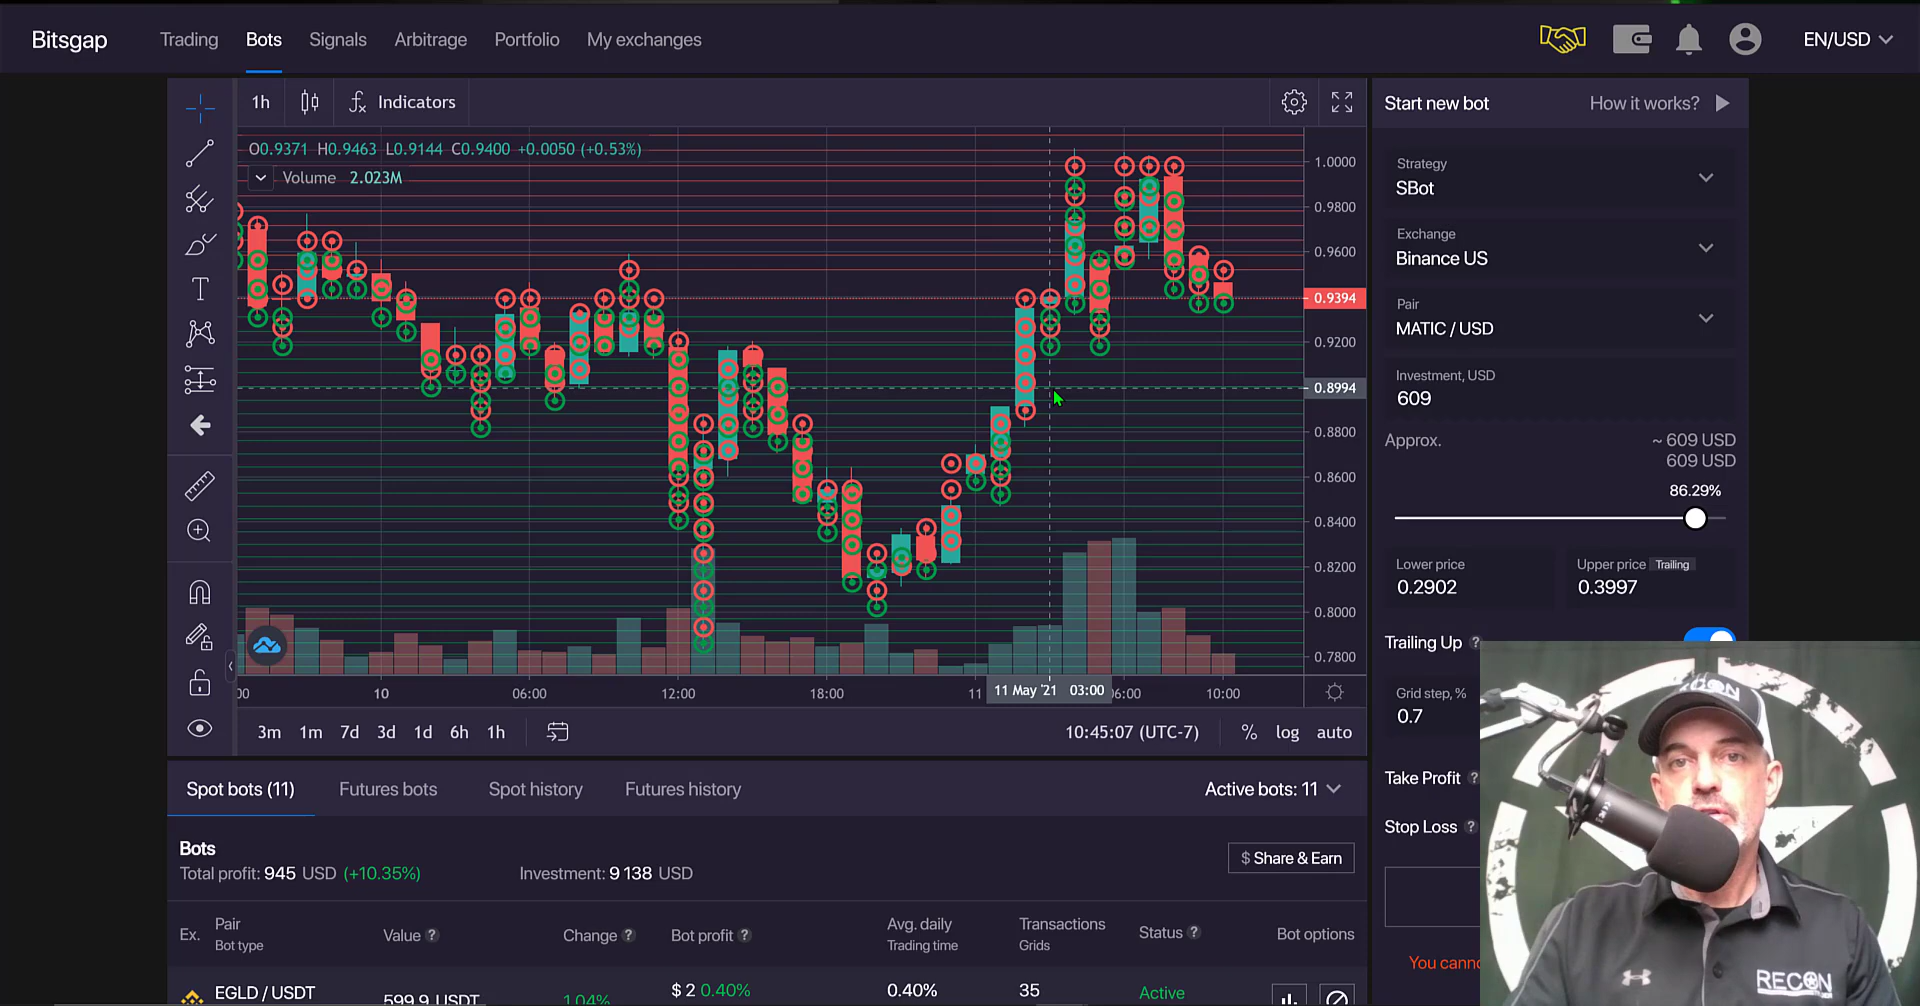 Bitsgap Trading Bots Signals Arbitrage Portfolio My exchanges EN/USD
1h Indicators
O0.9371 H0.9463 L0.9144 C0.9400 +0.0050 (+0.53%)
Volume 2.023M
1.0000
0.9800
0.9600
0.9394
0.9200
0.8994
0.8800
0.8600
0.8400
0.8200
0.8000
0.7800
10 06:00 12:00 18:00 11 11 May '21 03:00 06:00 10:00
3m 1m 7d 3d 1d 6h 1h 10:45:07 (UTC-7) % log auto
Start new bot How it works?
Strategy
SBot
Exchange
Binance US
Pair
MATIC / USD
Investment, USD
609
Approx. ~ 609 USD
609 USD
86.29%
Lower price Upper price Trailing
0.2902 0.3997
Trailing Up ?
Grid step, %
0.7
Take Profit ?
Stop Loss ?
You
RECON
RECON
Spot bots (11) Futures bots Spot history Futures history Active bots: 11
Bots
Total profit: 945 USD (+10.35%) Investment: 9 138 USD $ Share & Earn
Ex. Pair Value ? Change ? Bot profit ? Avg. daily Transactions Status ? Bot options
Bot type Trading time Grids
EGLD / USDT 599.9 USDT 1.04% $ 2 0.40% 0.40% 35 Active